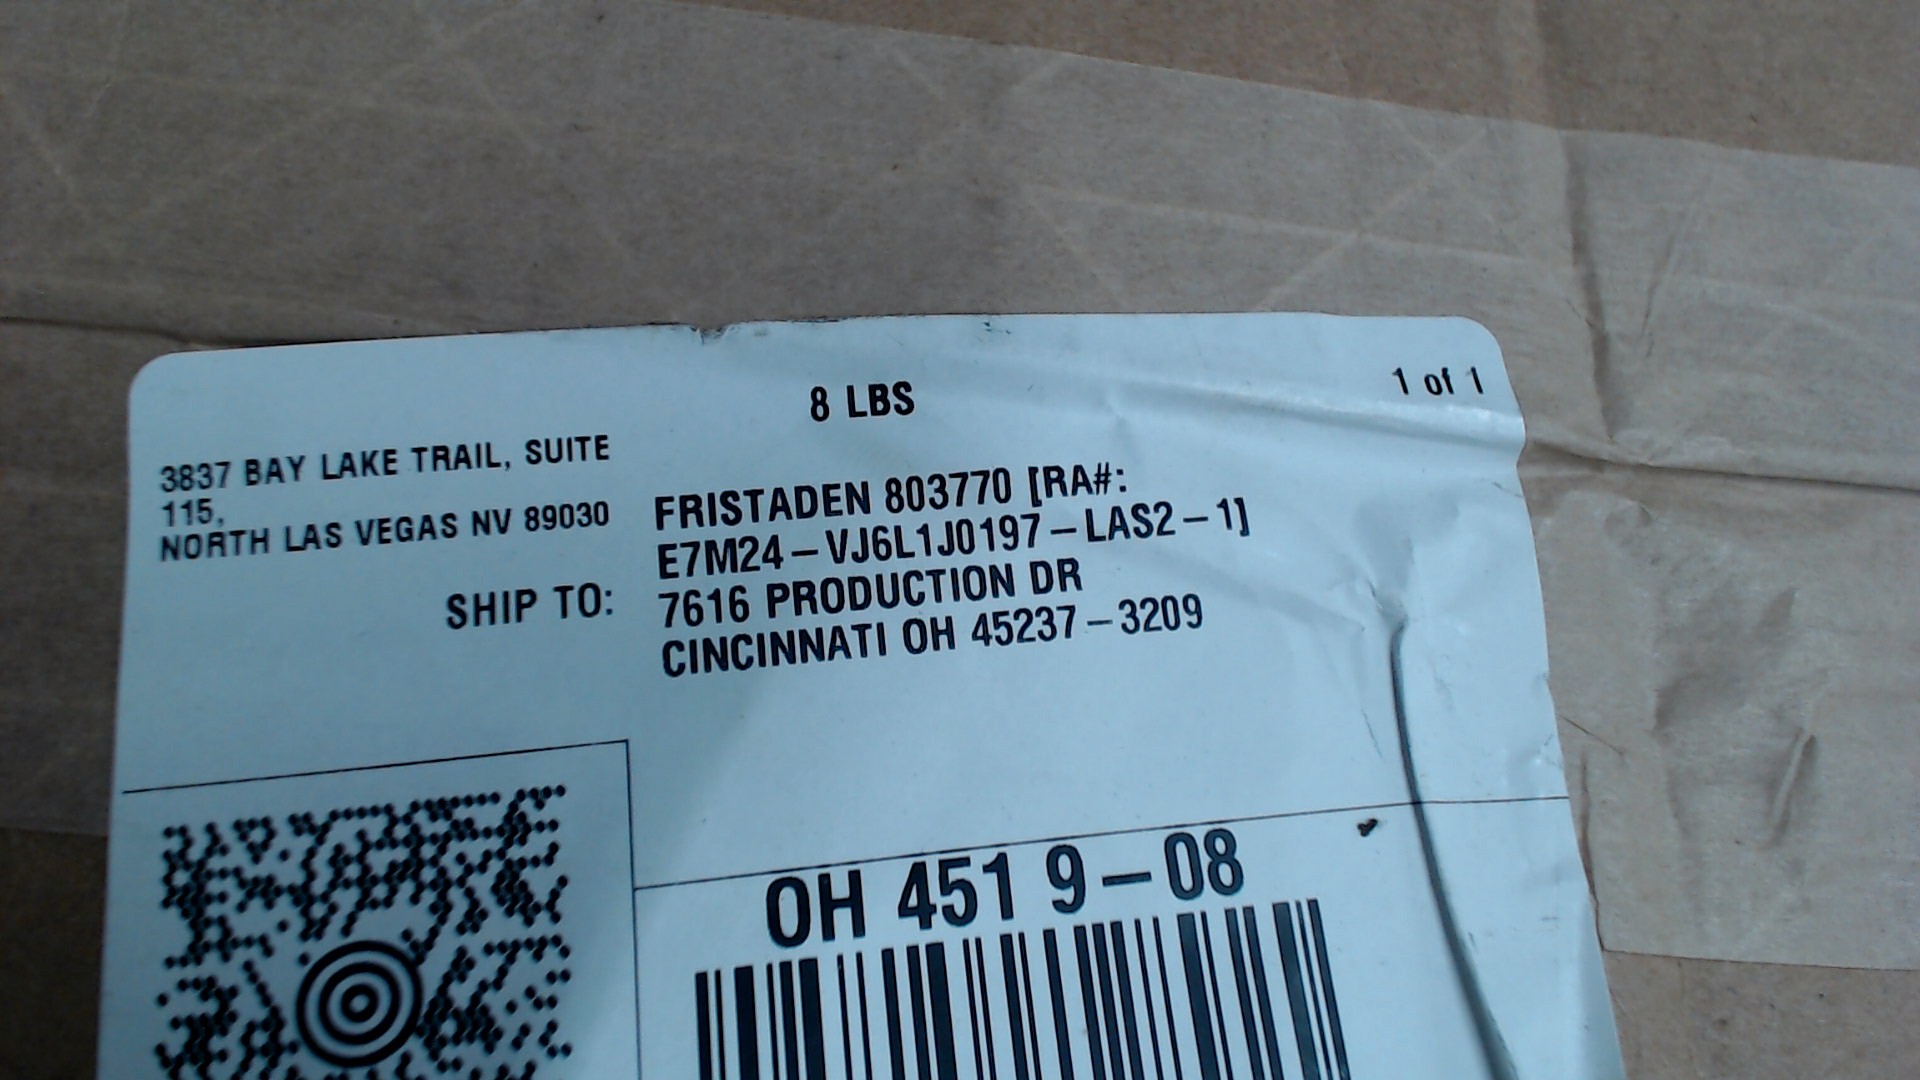 8 LBS
1 of 1
3837 BAY LAKE TRAIL, SUITE
115,
NORTH LAS VEGAS NV 89030
SHIP TO:
FRISTADEN 803770 [RA#:
E7M24-VJ6L1J0197-LAS2-1]
7616 PRODUCTION DR
CINCINNATI OH 45237-3209
OH 451 9-08